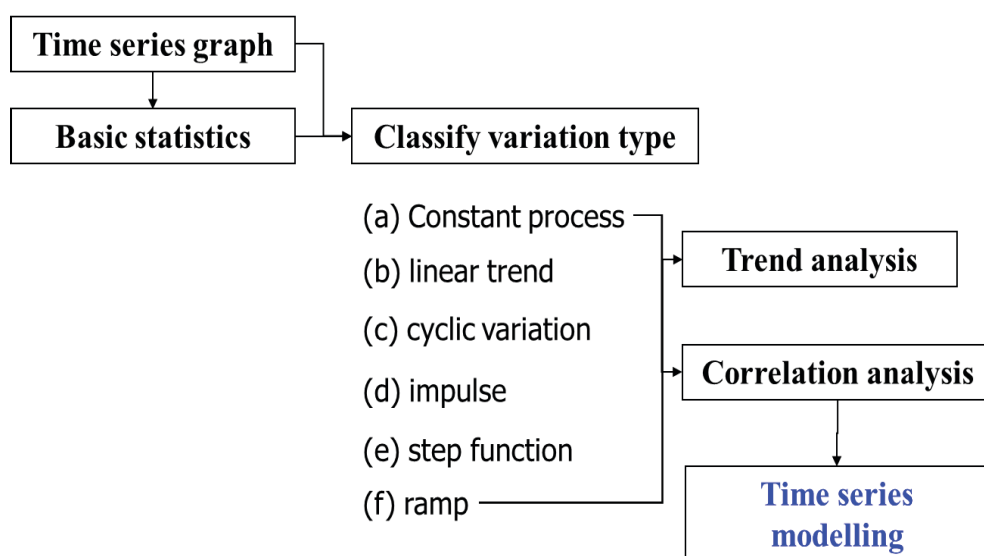 Time series graph
Basic statistics
Classify variation type
(a) Constant process
(b) linear trend
(c) cyclic variation
(d) impulse
(e) step function
(f) ramp
Trend analysis
Correlation analysis
Time series
modelling